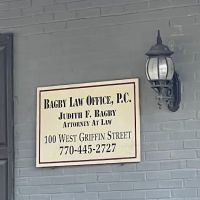 BAGBY LAW OFFICE, P.C.
JUDITH F. BAGBY
ATTORNEY AT LAW
100 WEST GRIFFIN STREET
770-445-2727